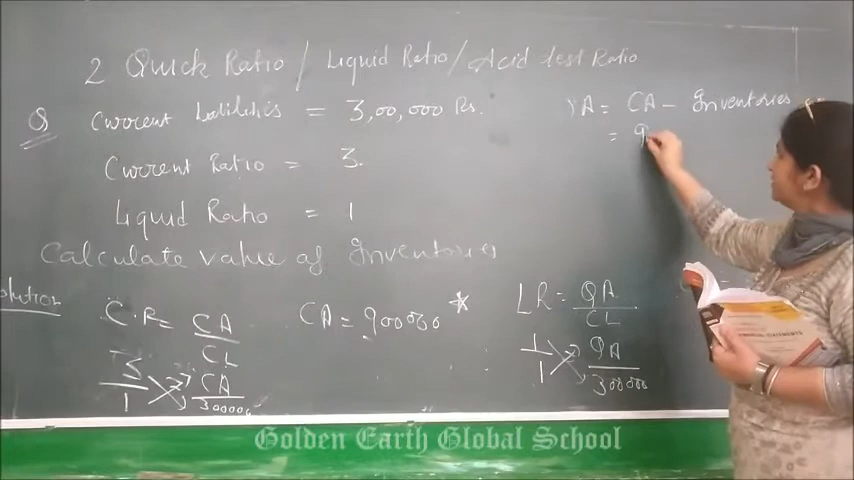 2 Quick Ratio / Liquid Ratio / Acid test Ratio
Q Current Liabilities = 3,00,000 Rs.
Current Ratio = 3.
Liquid Ratio = 1
Calculate value of Inventories
Solution
C.R = CA / CL
3 / 1 CA / 300000
CA = 900000 *
LR = QA / CL
1 / 1 QA / 300000
QA = CA - Inventories
= 9
Golden Earth Global School